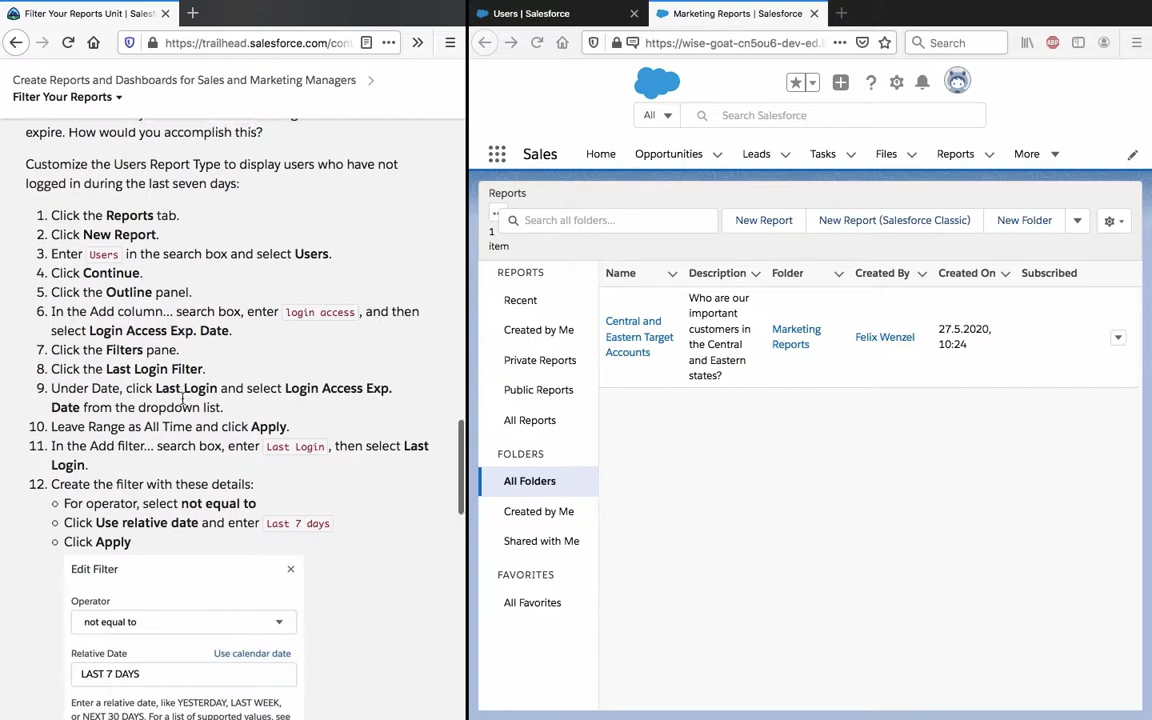 Filter Your Reports Unit | Sales
https://trailhead.salesforce.com/con
Create Reports and Dashboards for Sales and Marketing Managers
Filter Your Reports
expire. How would you accomplish this?
Customize the Users Report Type to display users who have not
logged in during the last seven days:
1. Click the Reports tab.
2. Click New Report.
3. Enter Users in the search box and select Users.
4. Click Continue.
5. Click the Outline panel.
6. In the Add column... search box, enter login access, and then
select Login Access Exp. Date.
7. Click the Filters pane.
8. Click the Last Login Filter.
9. Under Date, click Last Login and select Login Access Exp.
Date from the dropdown list.
10. Leave Range as All Time and click Apply.
11. In the Add filter... search box, enter Last Login, then select Last
Login.
12. Create the filter with these details:
For operator, select not equal to
Click Use relative date and enter Last 7 days
Click Apply
Edit Filter
Operator
not equal to
Relative Date Use calendar date
LAST 7 DAYS
Enter a relative date, like YESTERDAY, LAST WEEK,
or NEXT 30 DAYS. For a list of supported values, see
Users | Salesforce
Marketing Reports | Salesforce
https://wise-goat-cn5ou6-dev-ed.l
Search
ABP
All
Search Salesforce
Sales Home Opportunities Leads Tasks Files Reports More
Reports
1
item
Search all folders...
New Report
New Report (Salesforce Classic)
New Folder
REPORTS
Recent
Created by Me
Private Reports
Public Reports
All Reports
FOLDERS
All Folders
Created by Me
Shared with Me
FAVORITES
All Favorites
Name Description Folder Created By Created On Subscribed
Central and
Eastern Target
Accounts
Who are our
important
customers in
the Central
and Eastern
states?
Marketing
Reports
Felix Wenzel
27.5.2020,
10:24